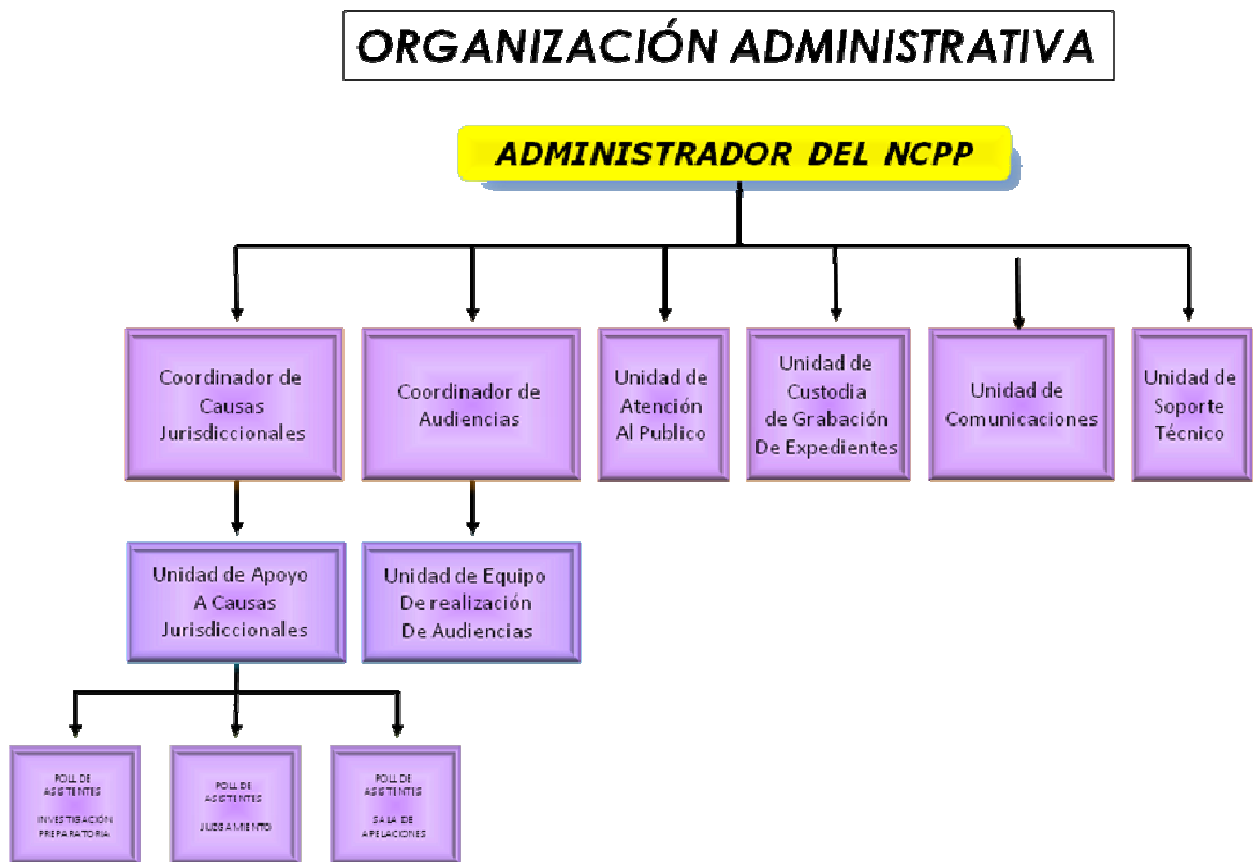 ORGANIZACIÓN ADMINISTRATIVA
ADMINISTRADOR DEL NCPP
Coordinador de
Causas
Jurisdiccionales
Coordinador de
Audiencias
Unidad de
Atención
Al Publico
Unidad de
Custodia
de Grabación
De Expedientes
Unidad de
Comunicaciones
Unidad de
Soporte
Técnico
Unidad de Apoyo
A Causas
Jurisdiccionales
Unidad de Equipo
De realización
De Audiencias
POLL DE
ASISTENTES
INVESTIGACIÓN
PREPARATORIA
POLL DE
ASISTENTES
JUZGAMIENTO
POLL DE
ASISTENTES
SALA DE
APELACIONES